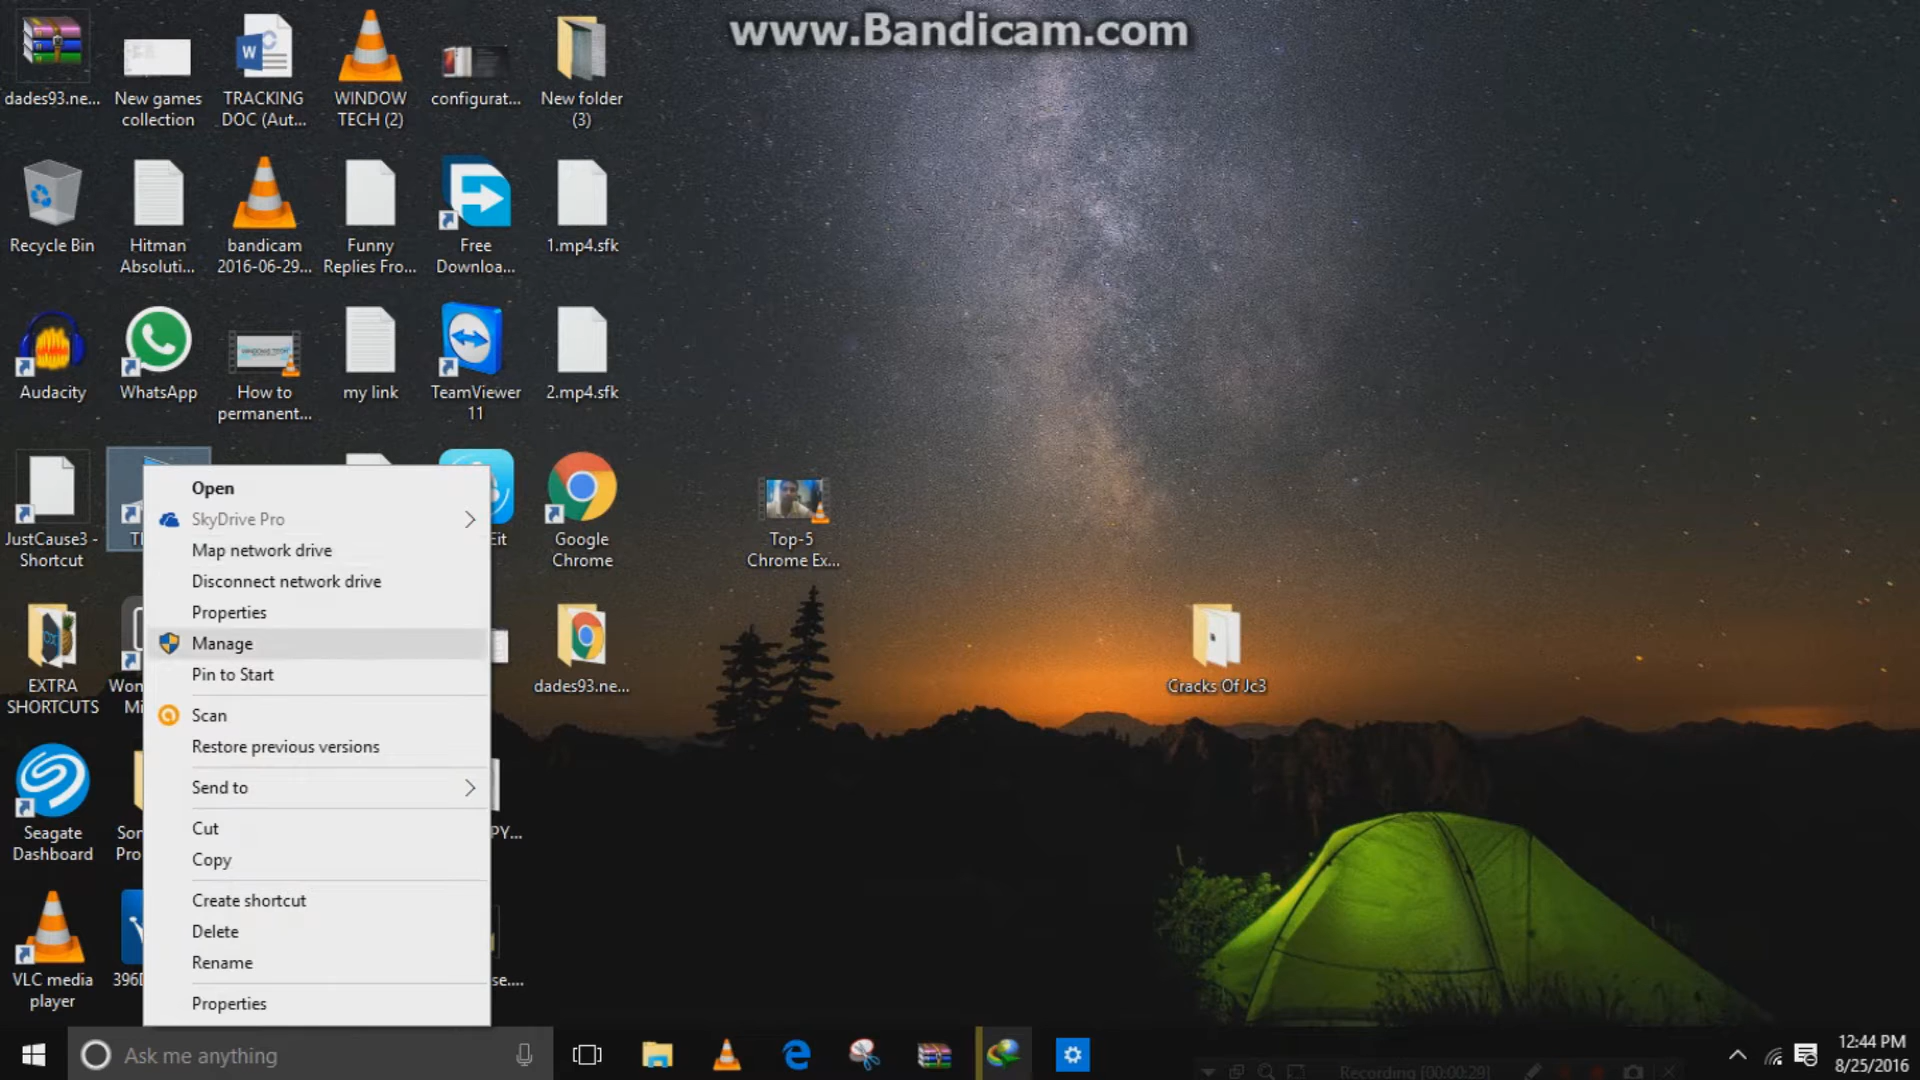 www.Bandicam.com
dades93.ne...
New games
collection
TRACKING
DOC (Aut...
WINDOW
TECH (2)
configurat...
New folder
(3)
Recycle Bin
Hitman
Absoluti...
bandicam
2016-06-29...
Funny
Replies Fro...
Free
Downloa...
1.mp4.sfk
Audacity
WhatsApp
How to
permanent...
my link
TeamViewer
11
2.mp4.sfk
JustCause3 -
Shortcut
Google
Chrome
Top-5
Chrome Ex...
EXTRA
SHORTCUTS
dades93.ne...
Cracks Of Jc3
Seagate
Dashboard
VLC media
player
Open
SkyDrive Pro
Map network drive
Disconnect network drive
Properties
Manage
Pin to Start
Scan
Restore previous versions
Send to
Cut
Copy
Create shortcut
Delete
Rename
Properties
Ask me anything
Recording [00:00:29]
12:44 PM
8/25/2016